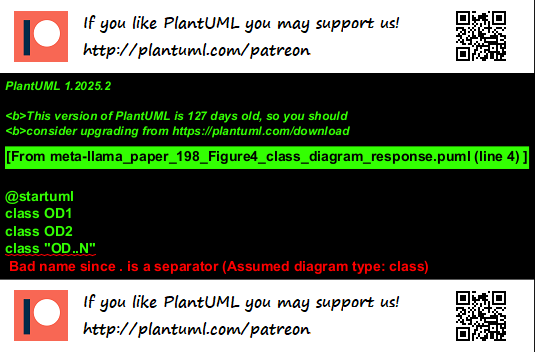 If you like PlantUML you may support us!
http://plantuml.com/patreon
PlantUML 1.2025.2
<b>This version of PlantUML is 127 days old, so you should
<b>consider upgrading from https://plantuml.com/download
[From meta-llama_paper_198_Figure4_class_diagram_response.puml (line 4) ]
@startuml
class OD1
class OD2
class "OD..N"
Bad name since . is a separator (Assumed diagram type: class)
If you like PlantUML you may support us!
http://plantuml.com/patreon